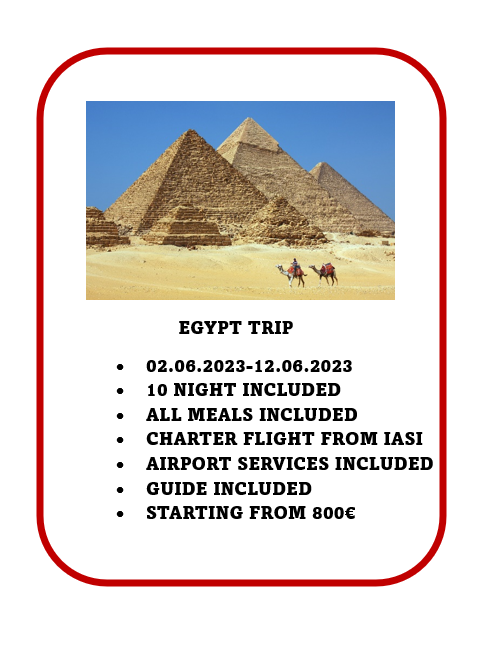 EGYPT TRIP
• 02.06.2023-12.06.2023
• 10 NIGHT INCLUDED
• ALL MEALS INCLUDED
• CHARTER FLIGHT FROM IASI
• AIRPORT SERVICES INCLUDED
• GUIDE INCLUDED
• STARTING FROM 800€